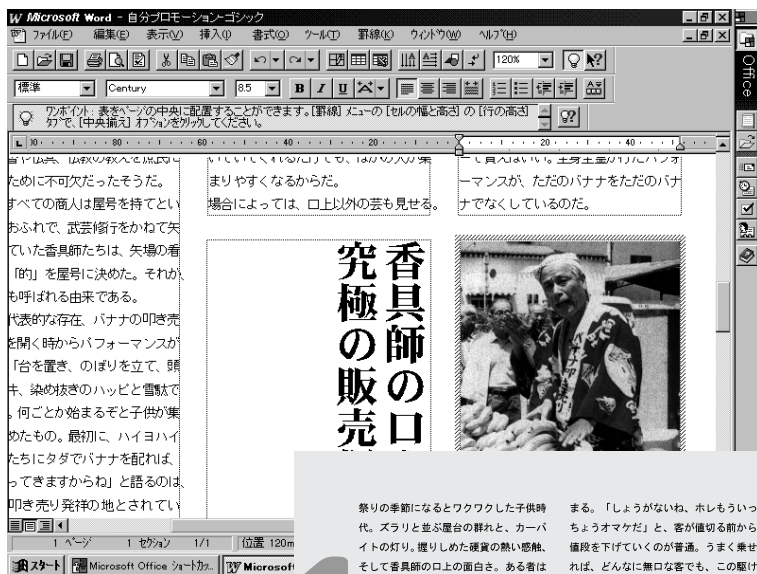 Microsoft Word - 自分プロモーション-ゴシック
ファイル(F) 編集(E) 表示(V) 挿入(I) 書式(O) ツール(T) 罫線(K) ウィンドウ(W) ヘルプ(H)
120%
標準 Century 8.5 B I U
ワンポイント: 表をページの中央に配置することができます。[罫線] メニューの [セルの幅と高さ] の [行の高さ]
タブで、[中央揃え] オプションをクリックしてください。
Office
ために不可欠だったそうだ。
すべての商人は屋号を持てとい
おふれで、武芸修行をかねて矢
ていた香具師たちは、矢場の看
「的」を屋号に決めた。それが、
も呼ばれる由来である。
代表的な存在、バナナの叩き売
を開く時からパフォーマンスが
「台を置き、のぼりを立て、頭
キ、染め抜きのハッピと雪駄で
。何ごとか始まるぞと子供が集
めたもの。最初に、ハイヨハイ
たちにタダでバナナを配れば、
ってきますからね」と語るのは、
叩き売り発祥の地とされてい
まりやすくなるからだ。
場合によっては、口上以外の芸も見せる。
ーマンスが、ただのバナナをただのバナ
ナでなくしているのだ。
香具師の口
究極の販売
祭りの季節になるとワクワクした子供時
代。ズラリと並ぶ屋台の群れと、カーバ
イトの灯り。握りしめた硬貨の熱い感触、
そして香具師の口上の面白さ。ある者は
まる。「しょうがないね、ホレもういっ
ちょうオマケだ」と、客が値切る前から
値段を下げていくのが普通。うまく乗せ
れば、どんなに無口な客でも、この駆け
1 ページ 1 セクション 1/1 位置 120m
スタート Microsoft Office ショートカッ.. Microsof